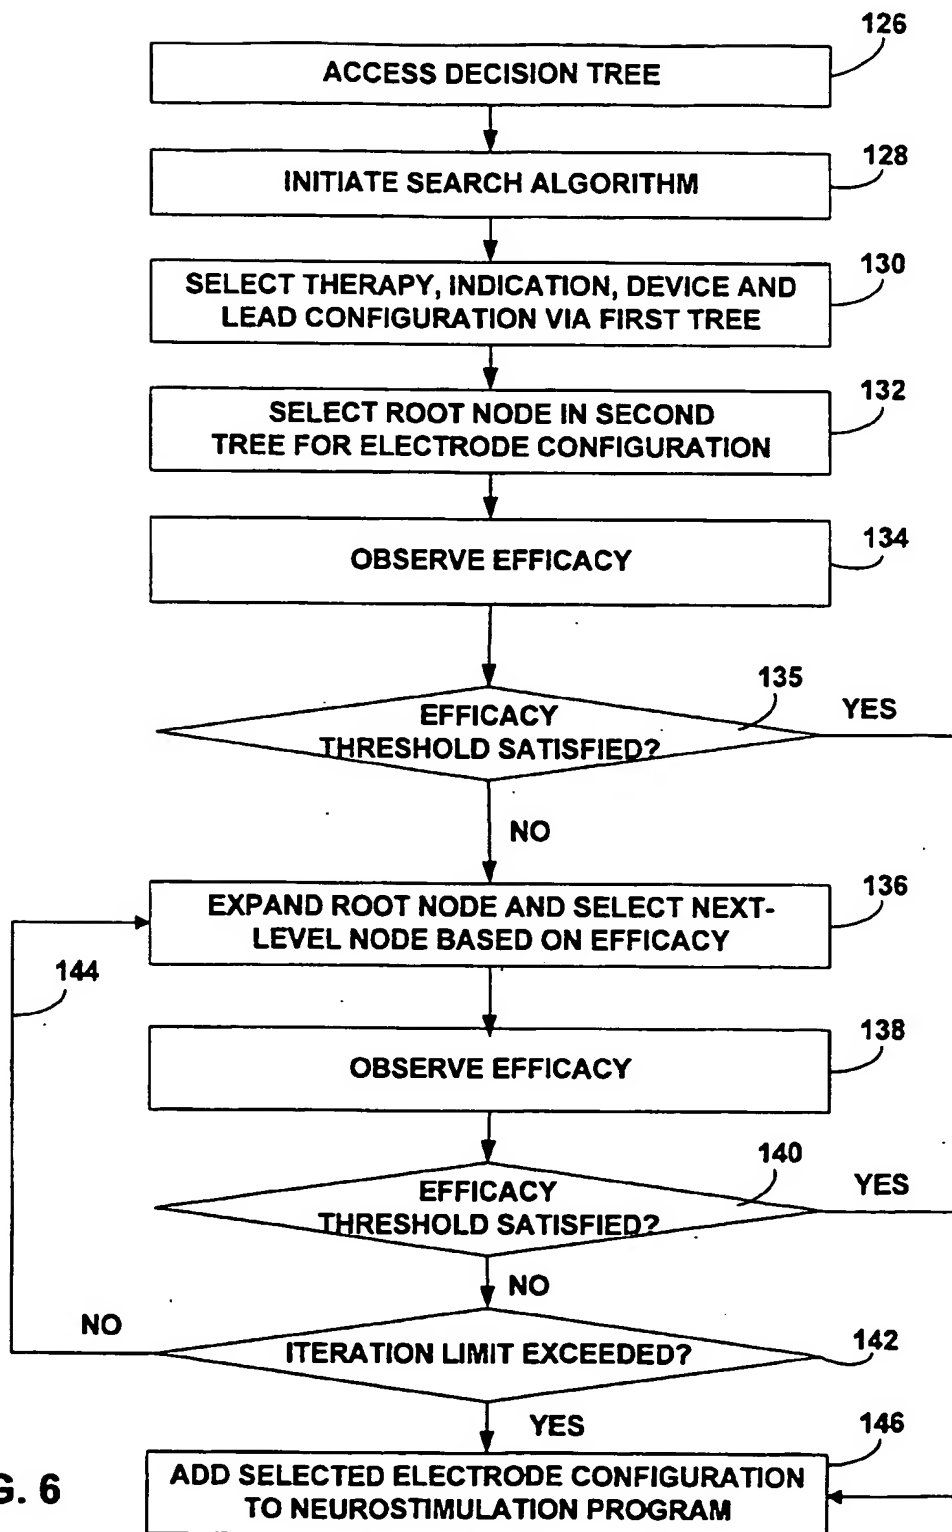 126
ACCESS DECISION TREE
128
INITIATE SEARCH ALGORITHM
130
SELECT THERAPY, INDICATION, DEVICE AND
LEAD CONFIGURATION VIA FIRST TREE
132
SELECT ROOT NODE IN SECOND
TREE FOR ELECTRODE CONFIGURATION
134
OBSERVE EFFICACY
135
YES
EFFICACY
THRESHOLD SATISFIED?
NO
136
EXPAND ROOT NODE AND SELECT NEXT-
LEVEL NODE BASED ON EFFICACY
144
138
OBSERVE EFFICACY
140
YES
EFFICACY
THRESHOLD SATISFIED?
NO
NO
ITERATION LIMIT EXCEEDED?
142
YES
146
ADD SELECTED ELECTRODE CONFIGURATION
TO NEUROSTIMULATION PROGRAM
G. 6